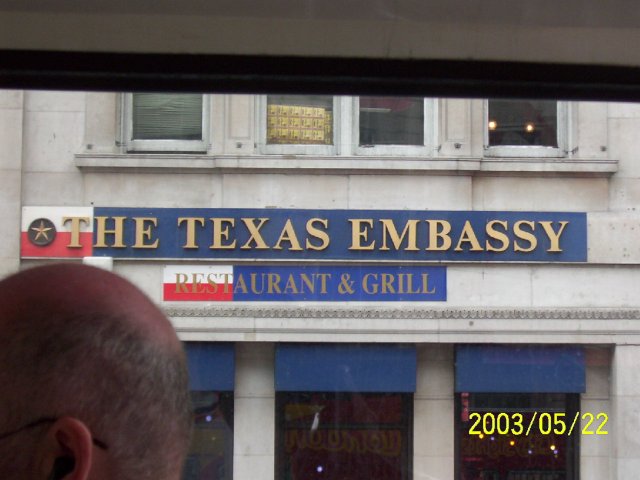 THE TEXAS EMBASSY
RESTAURANT & GRILL
2003/05/22